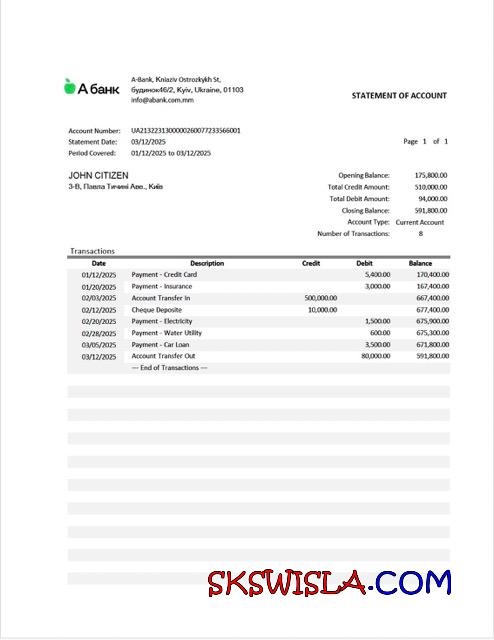 А банк
A-Bank, Kniaziv Ostrozkykh St,
будинок46/2, Kyiv, Ukraine, 01103
info@abank.com.mm
STATEMENT OF ACCOUNT
Account Number: UA213223130000026007723356​6001
Statement Date: 03/12/2025
Page 1 of 1
Period Covered: 01/12/2025 to 03/12/2025
JOHN CITIZEN
3-В, Павла Тичині Аве., Київ
Opening Balance: 175,800.00
Total Credit Amount: 510,000.00
Total Debit Amount: 94,000.00
Closing Balance: 591,800.00
Account Type: Current Account
Number of Transactions: 8
Transactions
Date Description Credit Debit Balance
01/12/2025 Payment - Credit Card 5,400.00 170,400.00
01/20/2025 Payment - Insurance 3,000.00 167,400.00
02/03/2025 Account Transfer In 500,000.00 667,400.00
02/12/2025 Cheque Deposite 10,000.00 677,400.00
02/20/2025 Payment - Electricity 1,500.00 675,900.00
02/28/2025 Payment - Water Utility 600.00 675,300.00
03/05/2025 Payment - Car Loan 3,500.00 671,800.00
03/12/2025 Account Transfer Out 80,000.00 591,800.00
--- End of Transactions ---
SKSWISLA.COM